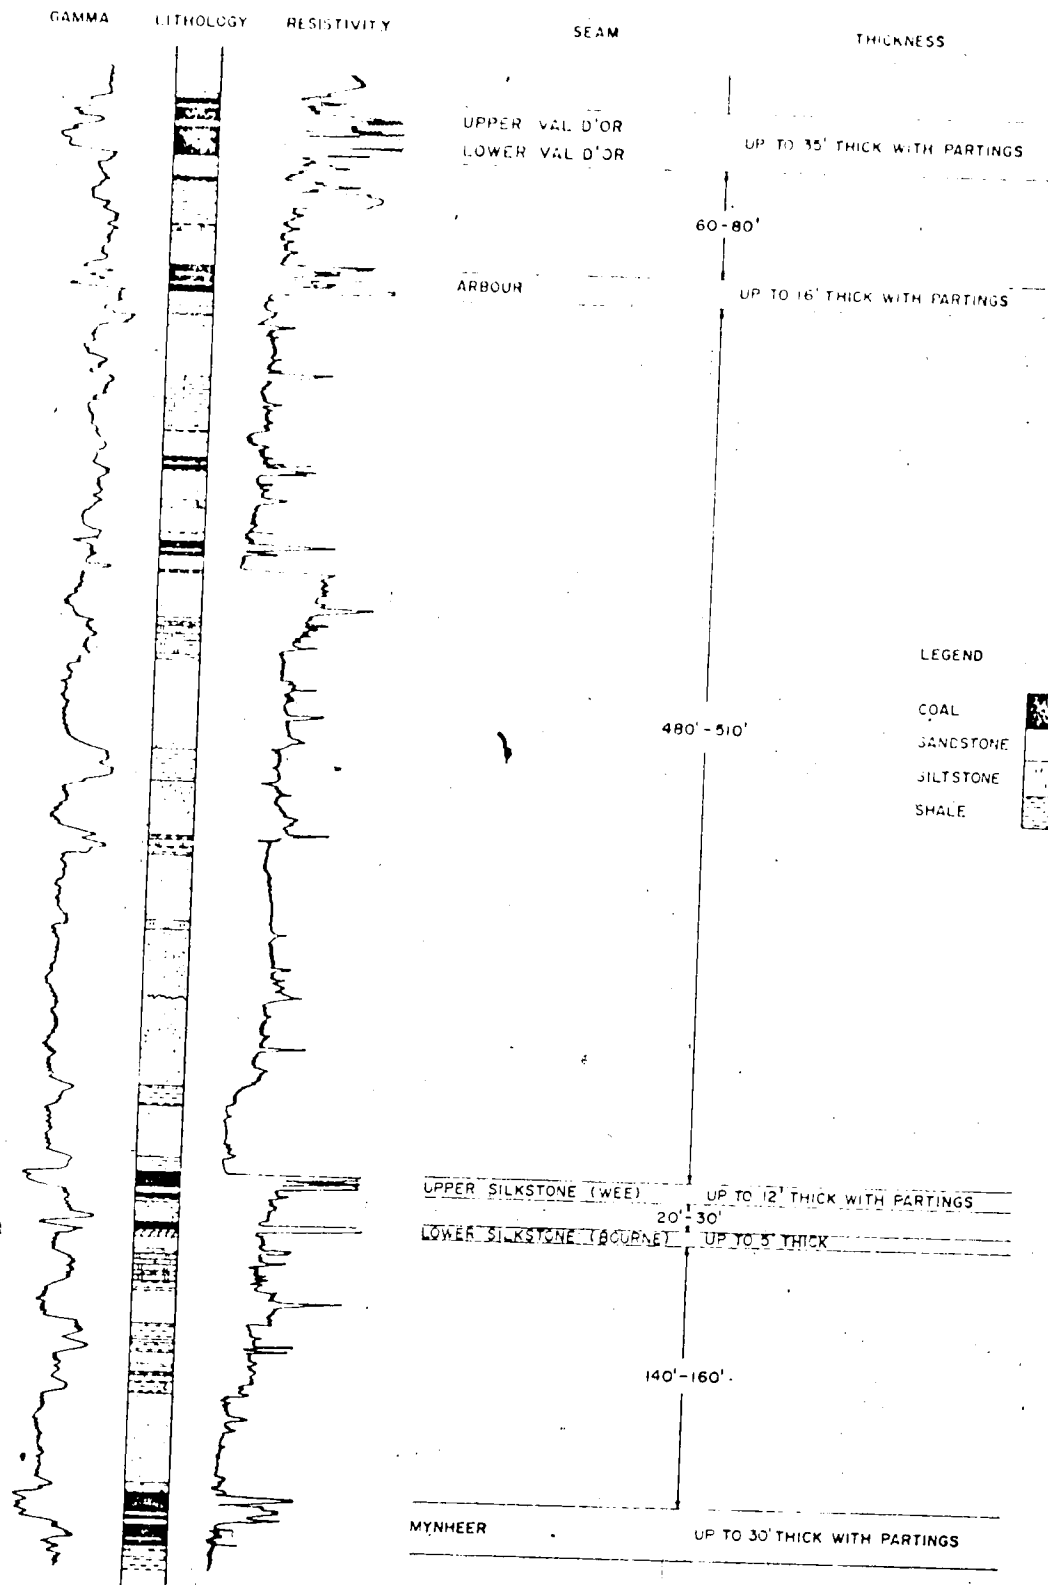 GAMMA LITHOLOGY RESISTIVITY SEAM THICKNESS
UPPER VAL D'OR
LOWER VAL D'OR
UP TO 35' THICK WITH PARTINGS
60-80'
ARBOUR
UP TO 16' THICK WITH PARTINGS
LEGEND
COAL
SANDSTONE
SILTSTONE
SHALE
480'-510'
UPPER SILKSTONE (WEE) UP TO 12' THICK WITH PARTINGS
20'-30'
LOWER SILKSTONE (BOURNE) UP TO 5' THICK
140'-160'
MYNHEER UP TO 30' THICK WITH PARTINGS